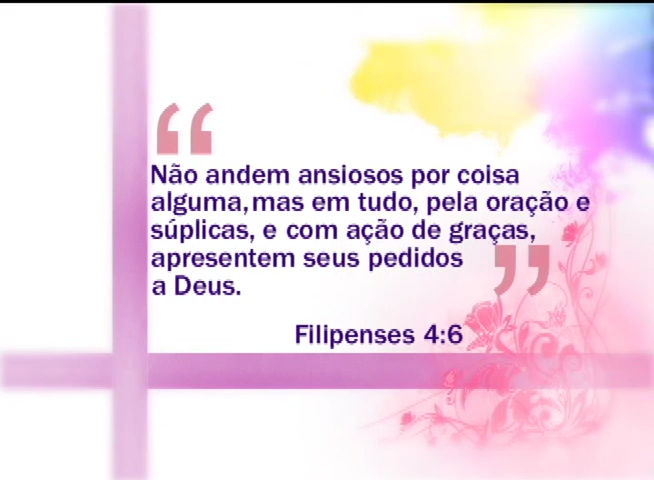 “
Não andem ansiosos por coisa
alguma, mas em tudo, pela oração e
súplicas, e com ação de graças,
apresentem seus pedidos ”
a Deus.
Filipenses 4:6